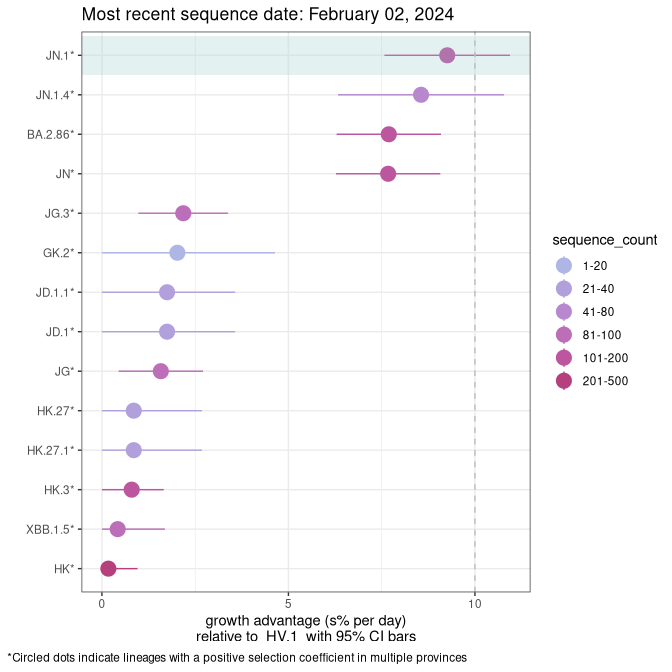 Most recent sequence date: February 02, 2024
JN.1*
JN.1.4*
BA.2.86*
JN*
JG.3*
GK.2*
JD.1.1*
JD.1*
JG*
HK.27*
HK.27.1*
HK.3*
XBB.1.5*
HK*
0 5 10
growth advantage (s% per day)
relative to HV.1 with 95% CI bars
sequence_count
1-20
21-40
41-80
81-100
101-200
201-500
*Circled dots indicate lineages with a positive selection coefficient in multiple provinces